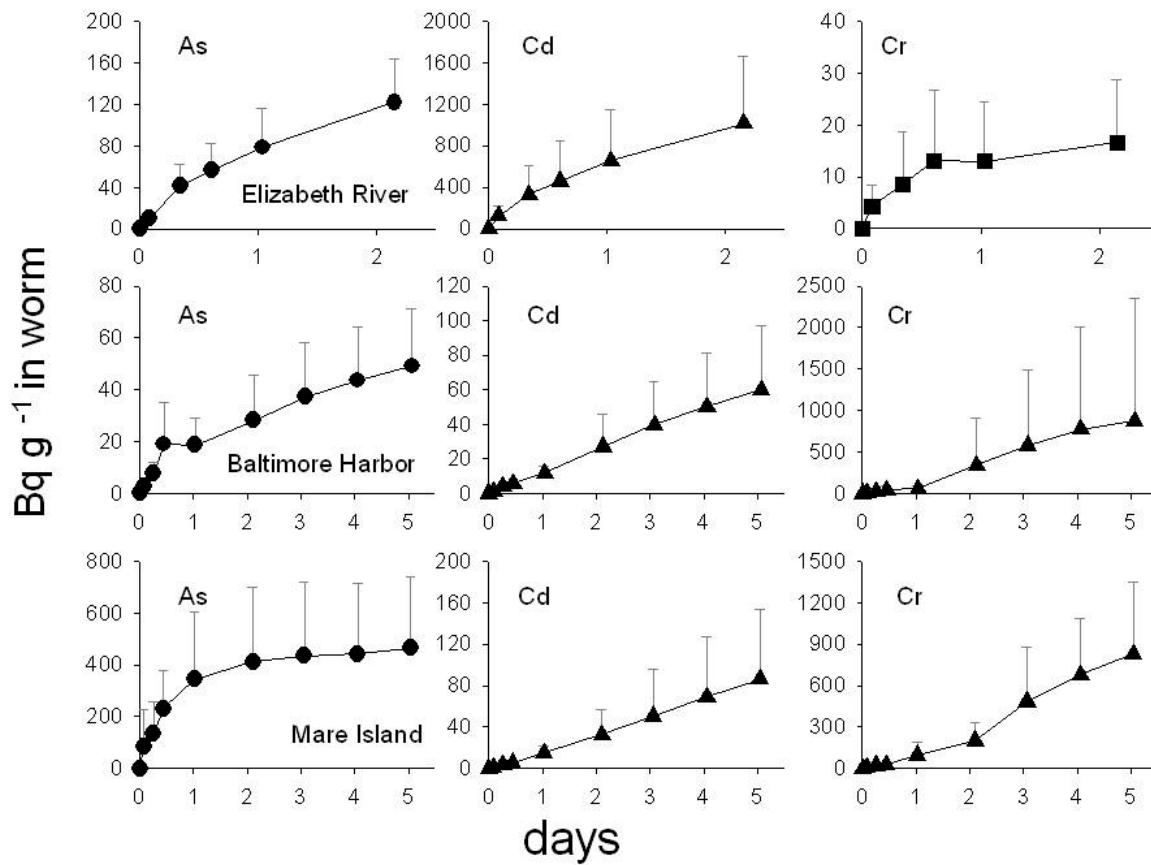 Bq g -1 in worm
200
160
120
80
40
0
As
Elizabeth River
0 1 2
2000
1600
1200
800
400
0
Cd
0 1 2
40
30
20
10
0
Cr
0 1 2
80
60
40
20
0
As
Baltimore Harbor
0 1 2 3 4 5
120
100
80
60
40
20
0
Cd
0 1 2 3 4 5
2500
2000
1500
1000
500
0
Cr
0 1 2 3 4 5
800
600
400
200
0
As
Mare Island
0 1 2 3 4 5
200
160
120
80
40
0
Cd
0 1 2 3 4 5
1500
1200
900
600
300
0
Cr
0 1 2 3 4 5
days